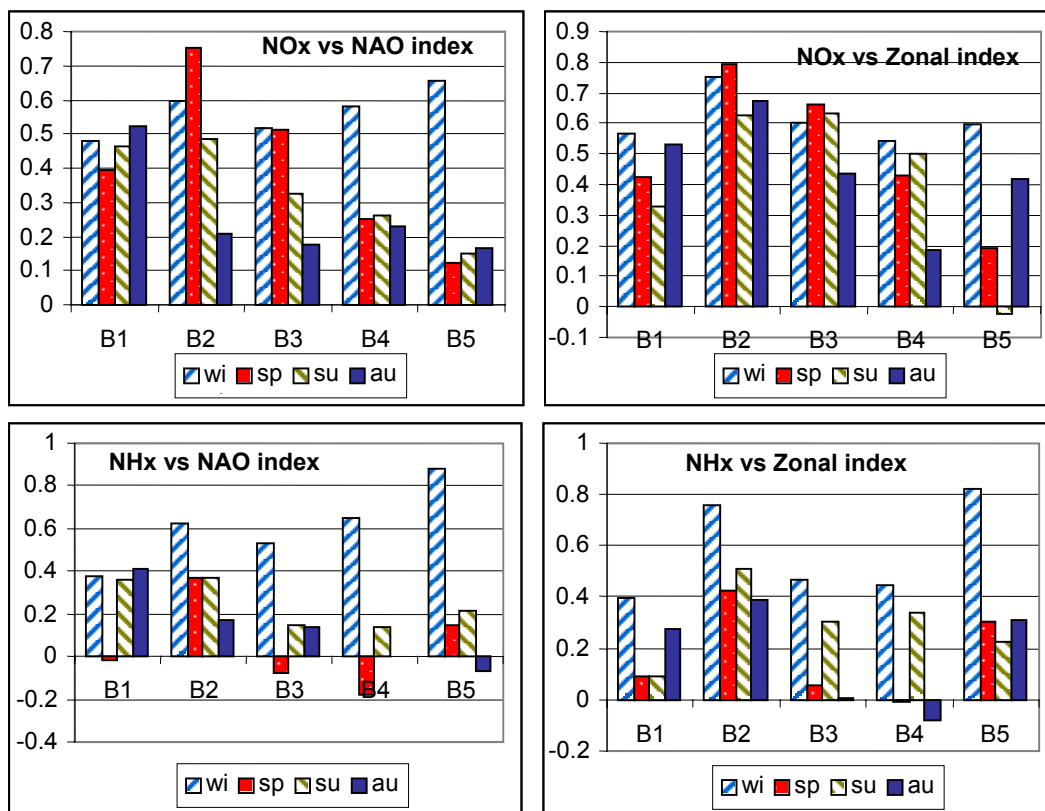 NOx vs NAO index
0.8
0.7
0.6
0.5
0.4
0.3
0.2
0.1
0
B1 B2 B3 B4 B5
wi sp su au
NOx vs Zonal index
0.9
0.8
0.7
0.6
0.5
0.4
0.3
0.2
0.1
0
-0.1
B1 B2 B3 B4 B5
wi sp su au
NHx vs NAO index
1
0.8
0.6
0.4
0.2
0
-0.2
-0.4
B1 B2 B3 B4 B5
wi sp su au
NHx vs Zonal index
1
0.8
0.6
0.4
0.2
0
-0.2
B1 B2 B3 B4 B5
wi sp su au